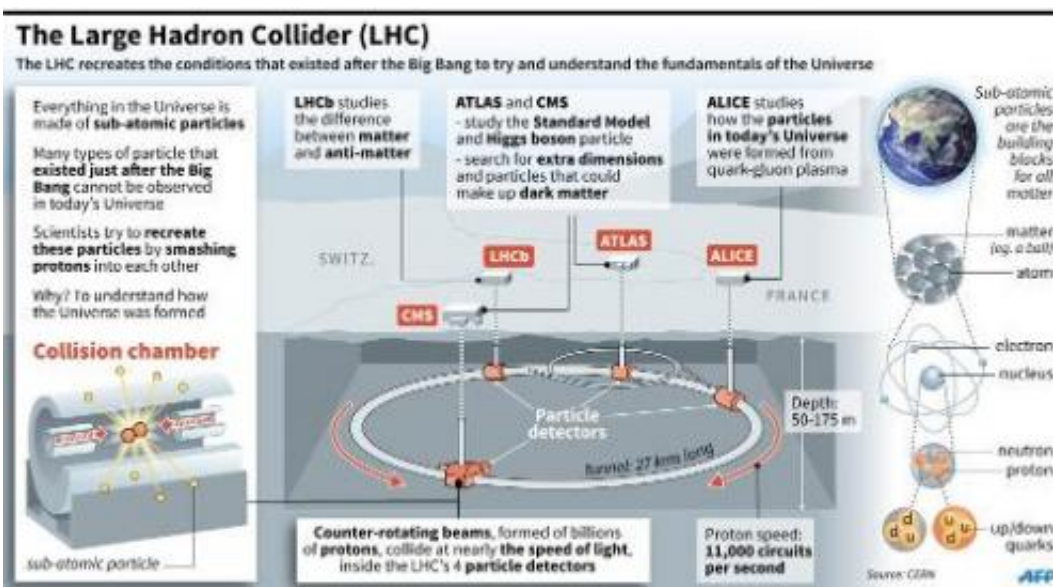 The Large Hadron Collider (LHC)
The LHC recreates the conditions that existed after the Big Bang to try and understand the fundamentals of the Universe
Everything in the Universe is
made of sub-atomic particles
Many types of particle that
existed just after the Big
Bang cannot be observed
in today's Universe
Scientists try to recreate
these particles by smashing
protons into each other
Why? To understand how
the Universe was formed
Collision chamber
sub-atomic particle
LHCb studies
the difference
between matter
and anti-matter
ATLAS and CMS
- study the Standard Model
and Higgs boson particle
- search for extra dimensions
and particles that could
make up dark matter
ALICE studies
how the particles
in today's Universe
were formed from
quark-gluon plasma
SWITZ.
FRANCE
LHCb
ATLAS
ALICE
CMS
Particle
detectors
tunnel: 27 kms long
Depth:
50-175 m
Counter-rotating beams, formed of billions
of protons, collide at nearly the speed of light,
inside the LHC's 4 particle detectors
Proton speed:
11,000 circuits
per second
Sub-atomic
particles
are the
building
blocks
for all
matter
matter
(eg. a ball)
atom
electron
nucleus
neutron
proton
d
d u
u
u
d
up/down
quarks
Source: CERN
AFP